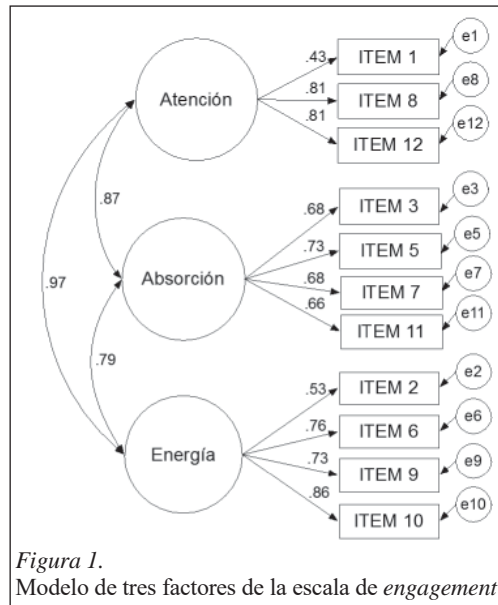 Atención
.43
ITEM 1
e1
.81
ITEM 8
e8
.81
ITEM 12
e12
.87
.97
Absorción
.68
ITEM 3
e3
.73
ITEM 5
e5
.68
ITEM 7
e7
.66
ITEM 11
e11
.79
Energía
.53
ITEM 2
e2
.76
ITEM 6
e6
.73
ITEM 9
e9
.86
ITEM 10
e10
Figura 1.
Modelo de tres factores de la escala de engagement